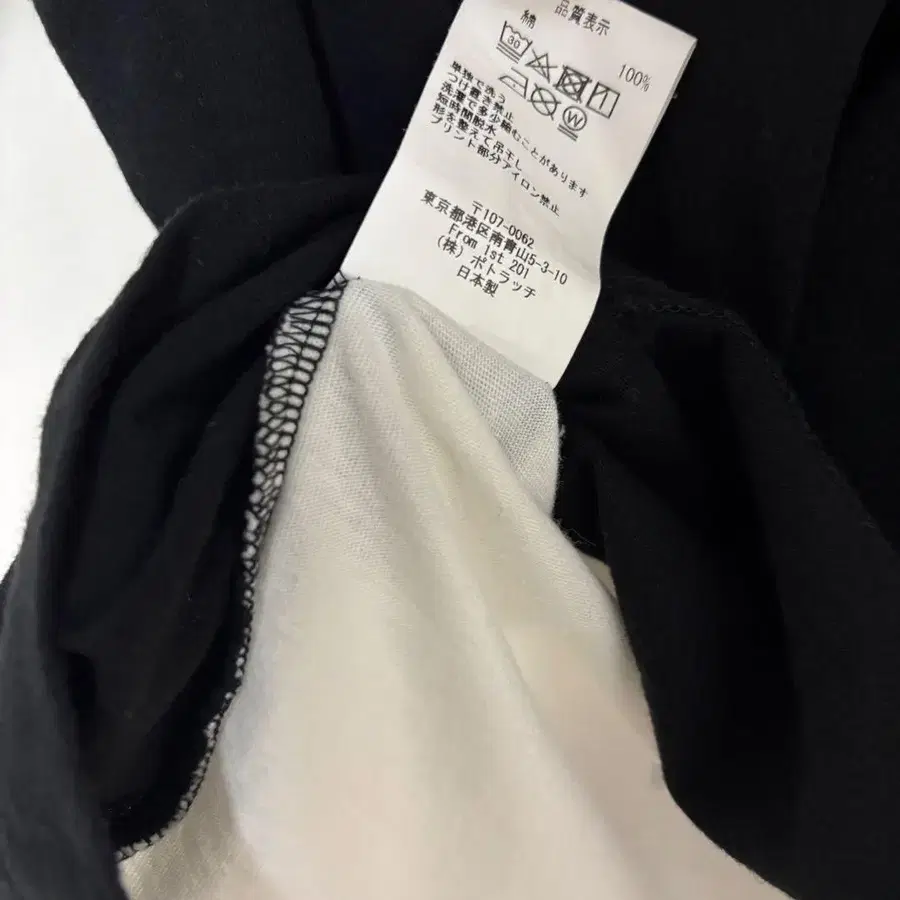 品質表示
綿 100%
30
W
単独で洗う
つけ置き禁止
洗濯で多少縮むことがあります
短時間脱水
形を整えて吊干し
プリント部分アイロン禁止
〒107-0062
東京都港区南青山5-3-10
From 1st 201
(株) ポトラッチ
日本製